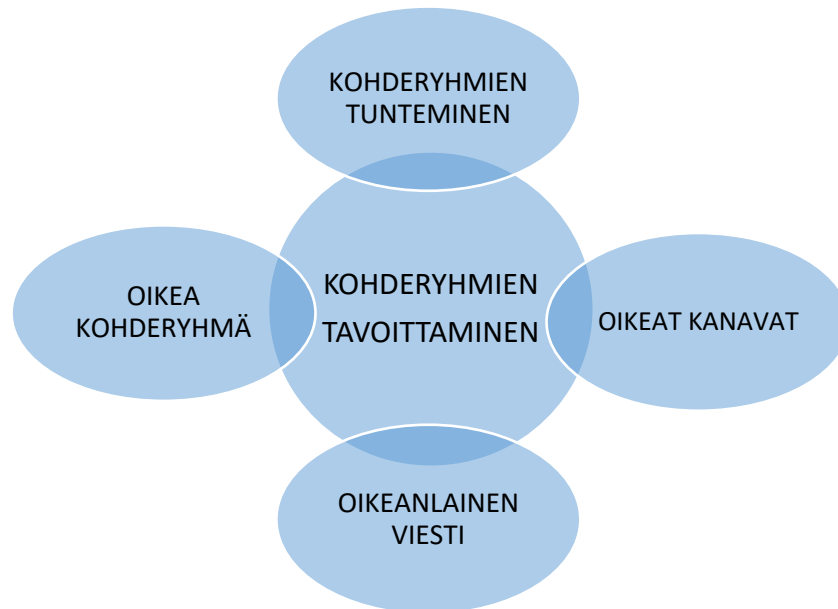 KOHDERYHMIEN
TUNTEMINEN
OIKEA
KOHDERYHMÄ
KOHDERYHMIEN
TAVOITTAMINEN
OIKEAT KANAVAT
OIKEANLAINEN
VIESTI